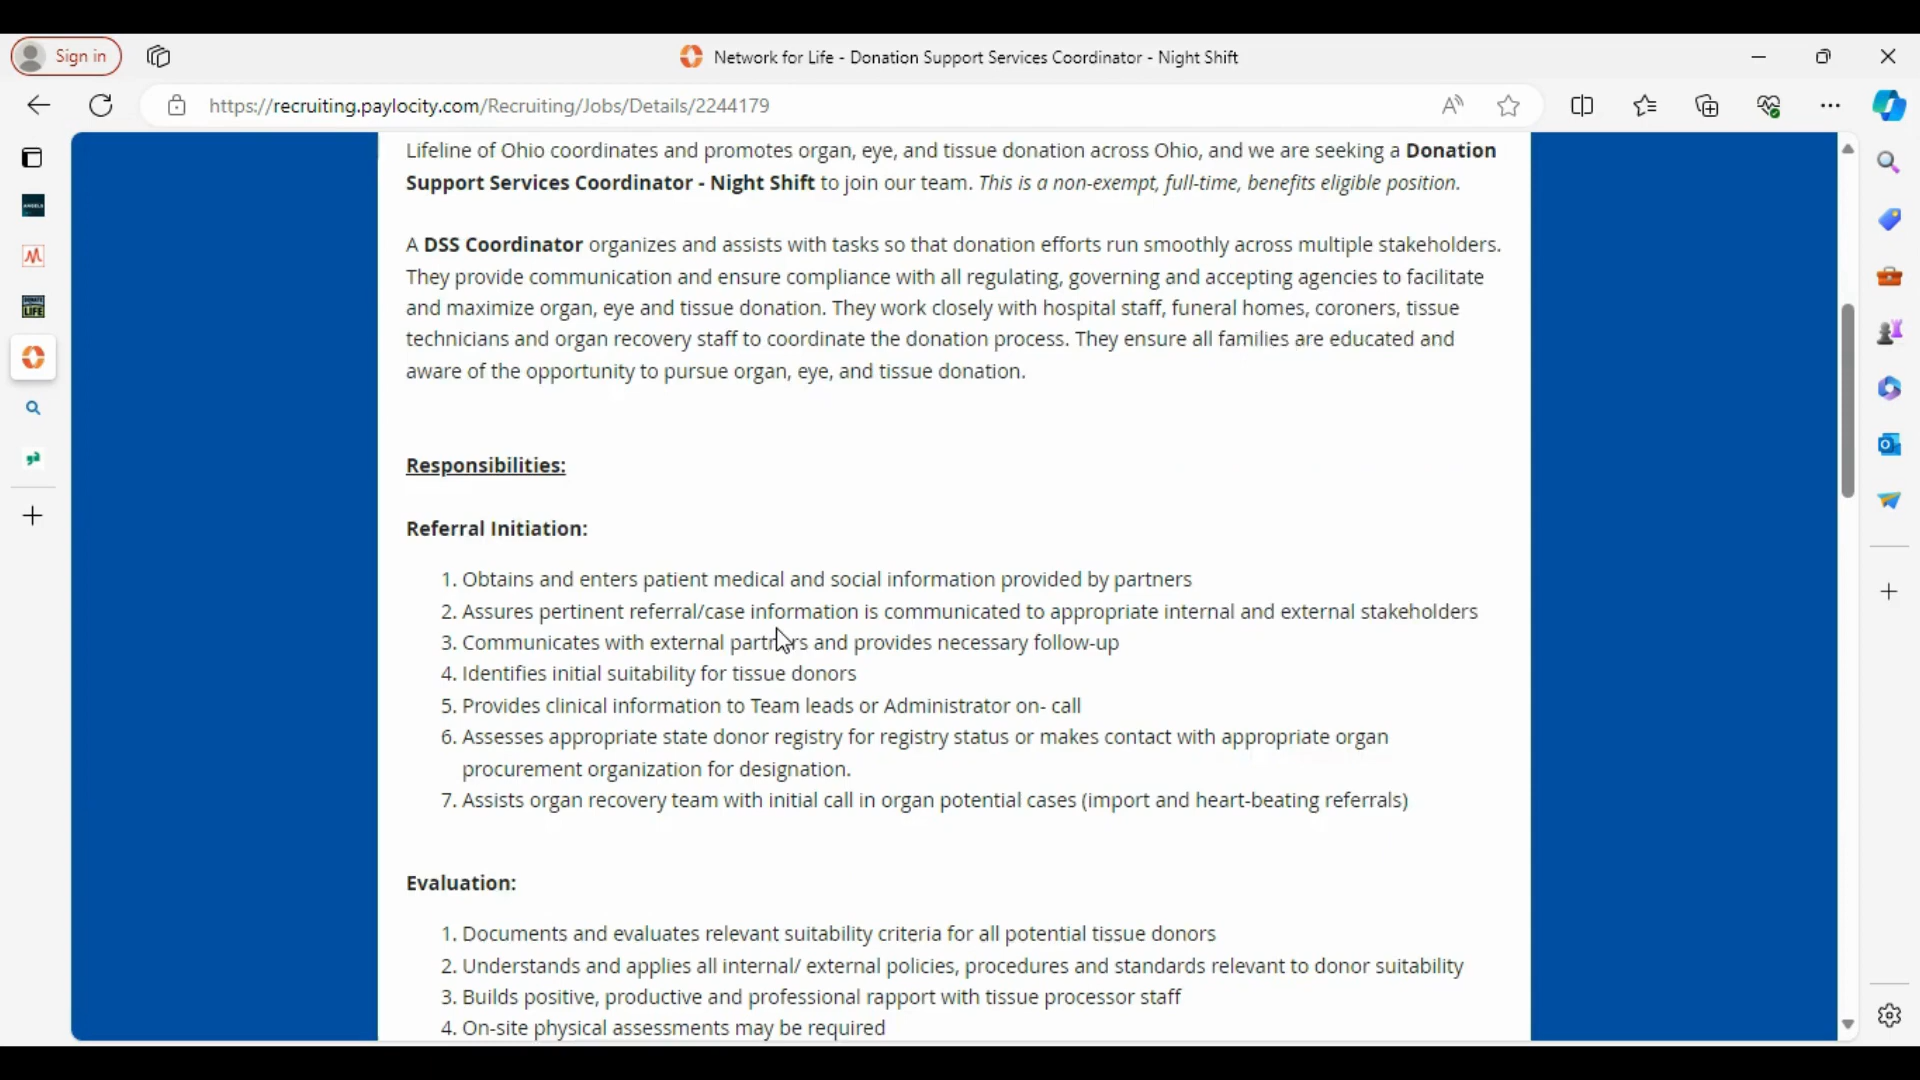 Sign in
Network for Life - Donation Support Services Coordinator - Night Shift
https://recruiting.paylocity.com/Recruiting/Jobs/Details/2244179
Lifeline of Ohio coordinates and promotes organ, eye, and tissue donation across Ohio, and we are seeking a Donation
Support Services Coordinator - Night Shift to join our team. This is a non-exempt, full-time, benefits eligible position.
A DSS Coordinator organizes and assists with tasks so that donation efforts run smoothly across multiple stakeholders.
They provide communication and ensure compliance with all regulating, governing and accepting agencies to facilitate
and maximize organ, eye and tissue donation. They work closely with hospital staff, funeral homes, coroners, tissue
technicians and organ recovery staff to coordinate the donation process. They ensure all families are educated and
aware of the opportunity to pursue organ, eye, and tissue donation.
Responsibilities:
Referral Initiation:
1. Obtains and enters patient medical and social information provided by partners
2. Assures pertinent referral/case information is communicated to appropriate internal and external stakeholders
3. Communicates with external partners and provides necessary follow-up
4. Identifies initial suitability for tissue donors
5. Provides clinical information to Team leads or Administrator on- call
6. Assesses appropriate state donor registry for registry status or makes contact with appropriate organ
procurement organization for designation.
7. Assists organ recovery team with initial call in organ potential cases (import and heart-beating referrals)
Evaluation:
1. Documents and evaluates relevant suitability criteria for all potential tissue donors
2. Understands and applies all internal/ external policies, procedures and standards relevant to donor suitability
3. Builds positive, productive and professional rapport with tissue processor staff
4. On-site physical assessments may be required